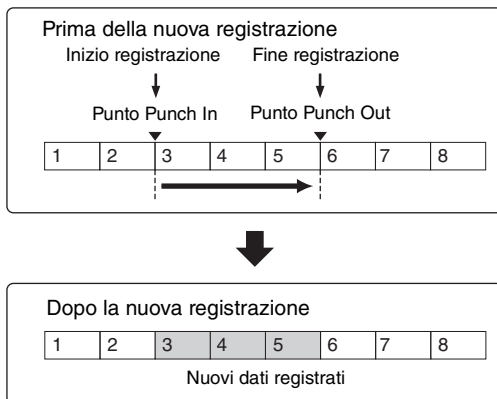 Prima della nuova registrazione
Inizio registrazione Fine registrazione
Punto Punch In Punto Punch Out
1 2 3 4 5 6 7 8
Dopo la nuova registrazione
1 2 3 4 5 6 7 8
Nuovi dati registrati